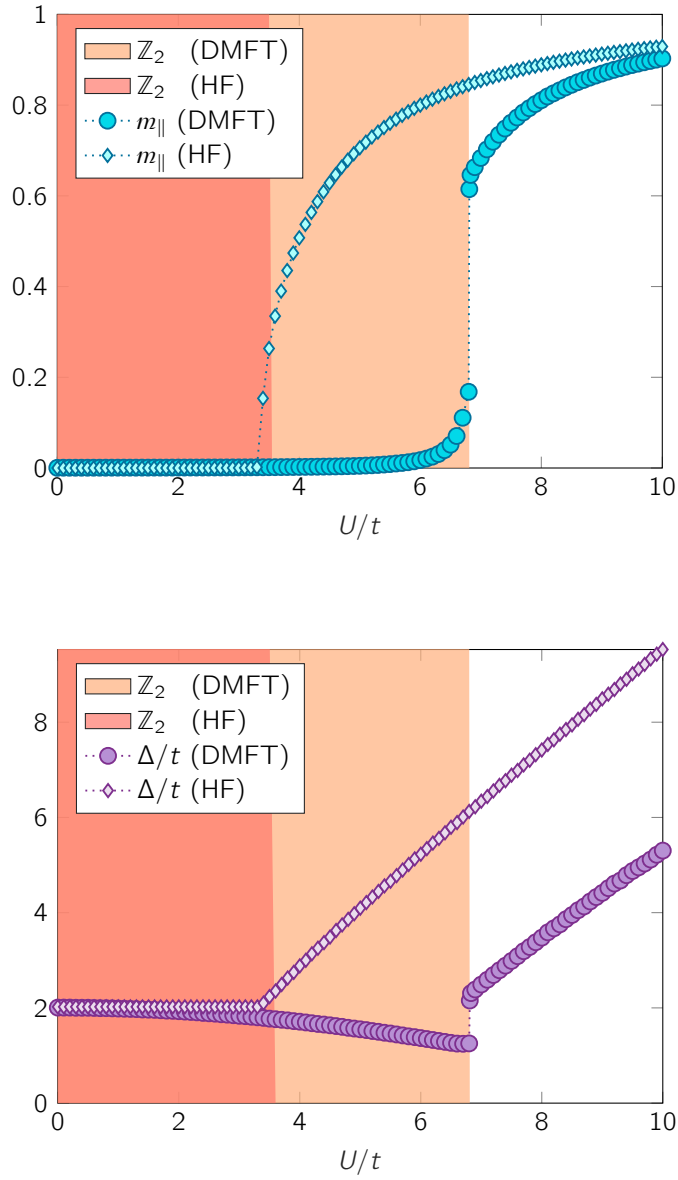 1
0.8
0.6
0.4
0.2
0
ℤ₂ (DMFT)
ℤ₂ (HF)
m∥ (DMFT)
m∥ (HF)
0 2 4 6 8 10
U/t
8
6
4
2
0
ℤ₂ (DMFT)
ℤ₂ (HF)
Δ/t (DMFT)
Δ/t (HF)
0 2 4 6 8 10
U/t